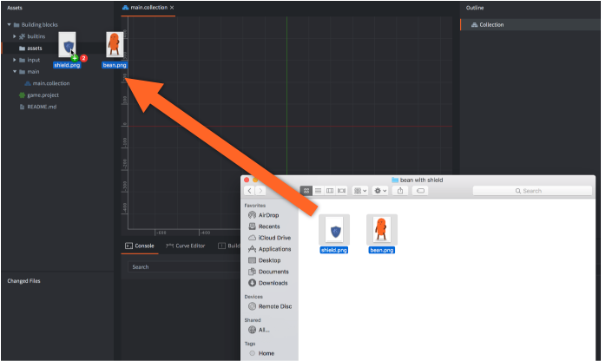 Assets
Building blocks
builtins
assets
input
main
main.collection
game.project
README.md
shield.png
2
bean.png
Changed Files
main.collection ×
Console
Curve Editor
Build
Search
Outline
Collection
bean with shield
Search
Favorites
AirDrop
Recents
iCloud Drive
Applications
Desktop
Documents
Downloads
Devices
Remote Disc
Shared
All...
Tags
Home
shield.png
bean.png